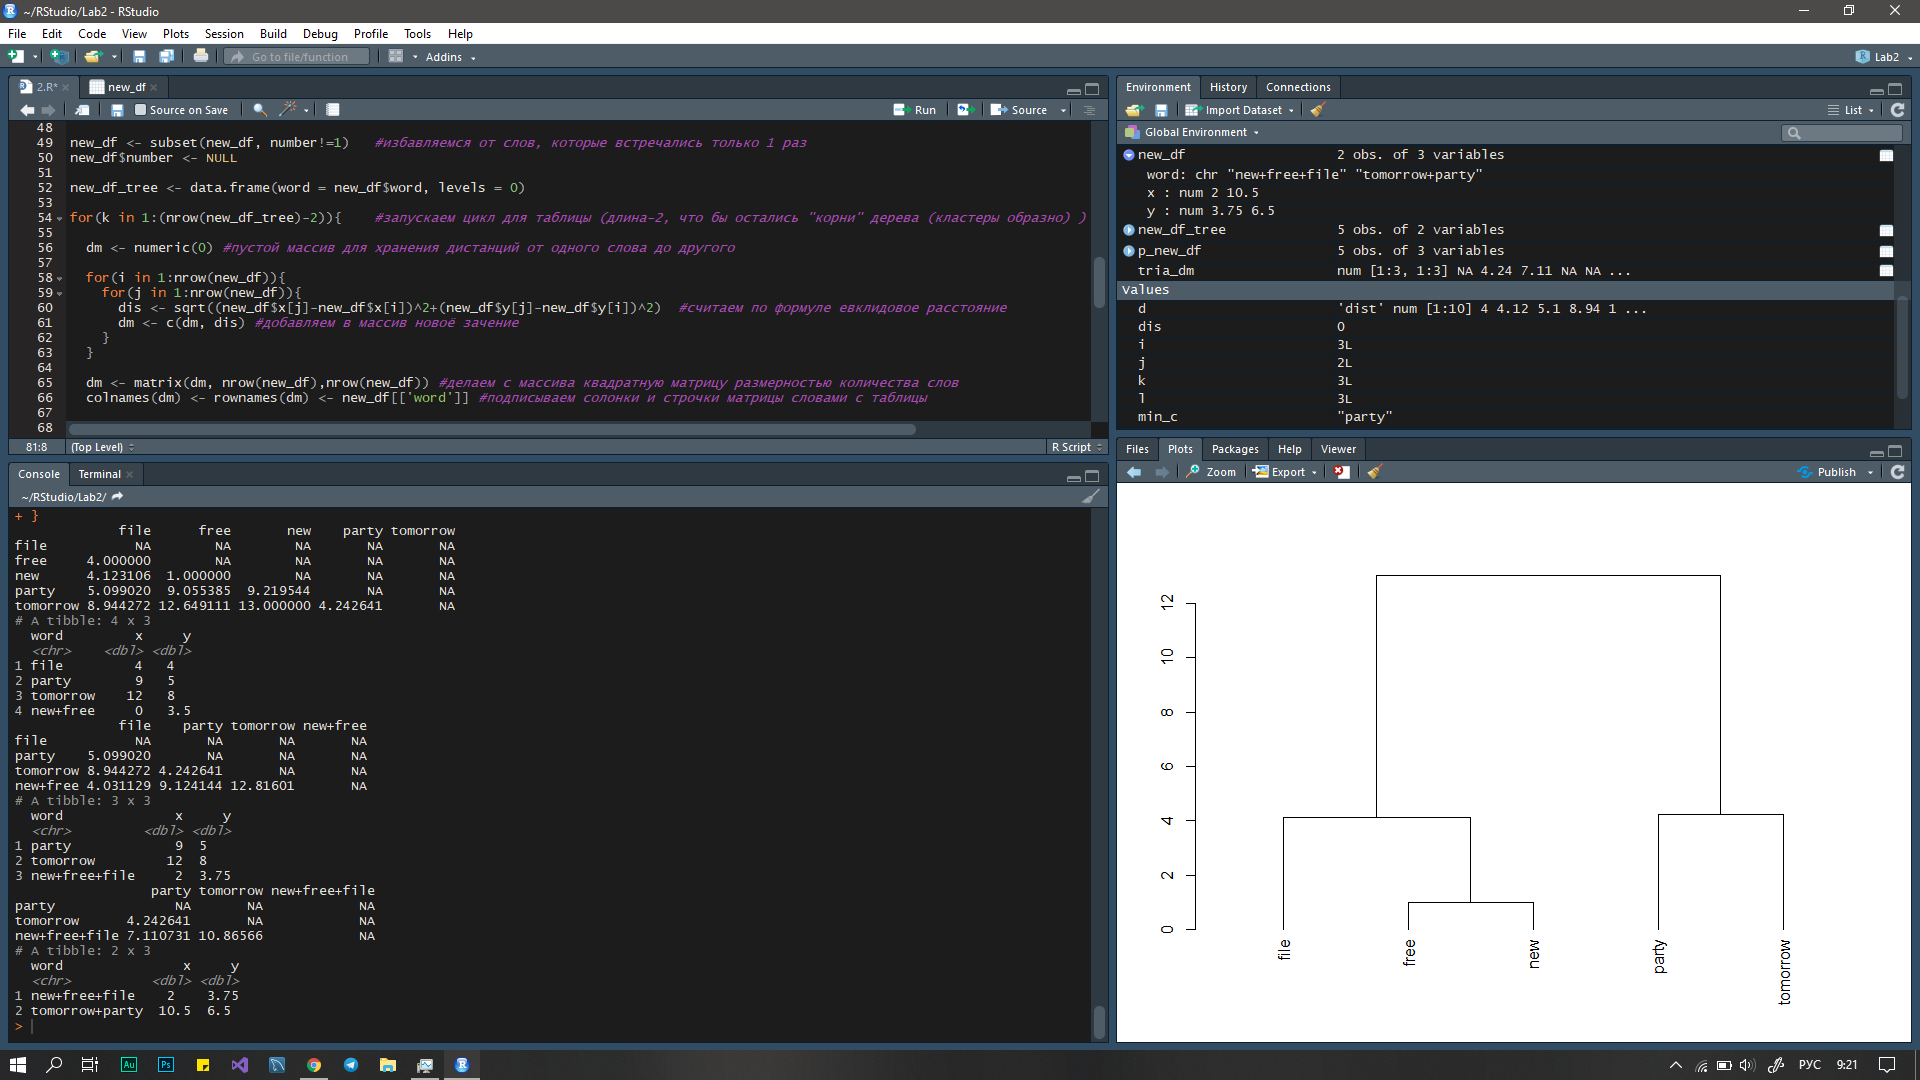 ~/RStudio/Lab2 - RStudio
File Edit Code View Plots Session Build Debug Profile Tools Help
Go to file/function Addins Lab2
2.R* new_df
Source on Save Run Source
48
49 new_df <- subset(new_df, number!=1) #избавляемся от слов, которые встречались только 1 раз
50 new_df$number <- NULL
51
52 new_df_tree <- data.frame(word = new_df$word, levels = 0)
53
54 for(k in 1:(nrow(new_df_tree)-2)){ #запускаем цикл для таблицы (длина-2, что бы остались "корни" дерева (кластеры образно) )
55
56 dm <- numeric(0) #пустой массив для хранения дистанций от одного слова до другого
57
58 for(i in 1:nrow(new_df)){
59 for(j in 1:nrow(new_df)){
60 dis <- sqrt((new_df$x[j]-new_df$x[i])^2+(new_df$y[j]-new_df$y[i])^2) #считаем по формуле евклидовое расстояние
61 dm <- c(dm, dis) #добавляем в массив новоё зачение
62 }
63 }
64
65 dm <- matrix(dm, nrow(new_df),nrow(new_df)) #делаем с массива квадратную матрицу размерностью количества слов
66 colnames(dm) <- rownames(dm) <- new_df[['word']] #подписываем солонки и строчки матрицы словами с таблицы
67
68
81:8 (Top Level) R Script
Console Terminal
~/RStudio/Lab2/
+ }
file free new party tomorrow
file NA NA NA NA NA
free 4.000000 NA NA NA NA
new 4.123106 1.000000 NA NA NA
party 5.099020 9.055385 9.219544 NA NA
tomorrow 8.944272 12.649111 13.000000 4.242641 NA
# A tibble: 4 x 3
word x y
<chr> <dbl> <dbl>
1 file 4 4
2 party 9 5
3 tomorrow 12 8
4 new+free 0 3.5
file party tomorrow new+free
file NA NA NA NA
party 5.099020 NA NA NA
tomorrow 8.944272 4.242641 NA NA
new+free 4.031129 9.124144 12.81601 NA
# A tibble: 3 x 3
word x y
<chr> <dbl> <dbl>
1 party 9 5
2 tomorrow 12 8
3 new+free+file 2 3.75
party tomorrow new+free+file
party NA NA NA
tomorrow 4.242641 NA NA
new+free+file 7.110731 10.86566 NA
# A tibble: 2 x 3
word x y
<chr> <dbl> <dbl>
1 new+free+file 2 3.75
2 tomorrow+party 10.5 6.5
>
Environment History Connections
Import Dataset List
Global Environment
new_df 2 obs. of 3 variables
word: chr "new+free+file" "tomorrow+party"
x : num 2 10.5
y : num 3.75 6.5
new_df_tree 5 obs. of 2 variables
p_new_df 5 obs. of 3 variables
tria_dm num [1:3, 1:3] NA 4.24 7.11 NA NA ...
Values
d 'dist' num [1:10] 4 4.12 5.1 8.94 1 ...
dis 0
i 3L
j 2L
k 3L
l 3L
min_c "party"
Files Plots Packages Help Viewer
Zoom Export Publish
12
10
8
6
4
2
0
file free new party tomorrow
Au Ps РУС 9:21